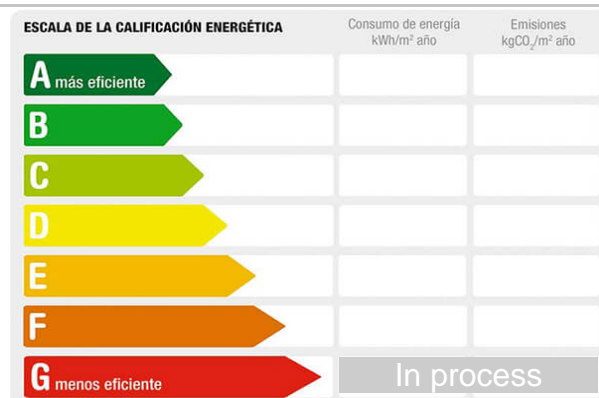 ESCALA DE LA CALIFICACIÓN ENERGÉTICA
Consumo de energía
kWh/m² año
Emisiones
kgCO₂/m² año
A más eficiente
B
C
D
E
F
G menos eficiente
In process